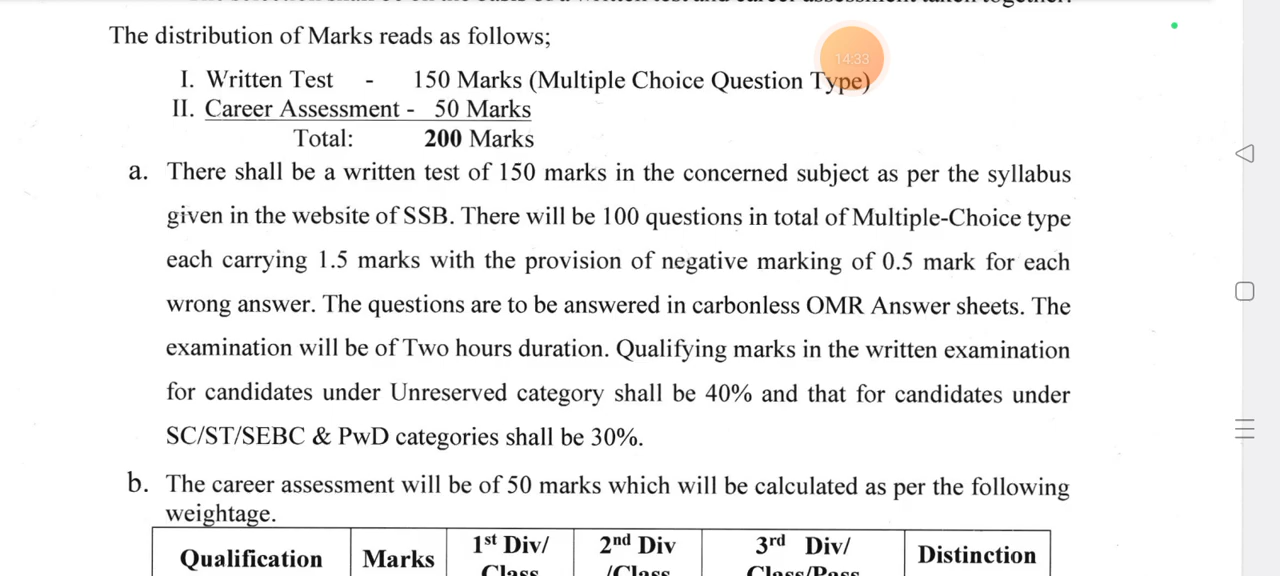 The distribution of Marks reads as follows;
14:33
I. Written Test - 150 Marks (Multiple Choice Question Type)
II. Career Assessment - 50 Marks
Total: 200 Marks
a. There shall be a written test of 150 marks in the concerned subject as per the syllabus
given in the website of SSB. There will be 100 questions in total of Multiple-Choice type
each carrying 1.5 marks with the provision of negative marking of 0.5 mark for each
wrong answer. The questions are to be answered in carbonless OMR Answer sheets. The
examination will be of Two hours duration. Qualifying marks in the written examination
for candidates under Unreserved category shall be 40% and that for candidates under
SC/ST/SEBC & PwD categories shall be 30%.
b. The career assessment will be of 50 marks which will be calculated as per the following
weightage.
Qualification Marks 1st Div/ 2nd Div 3rd Div/ Distinction
Class /Class Class/Pass